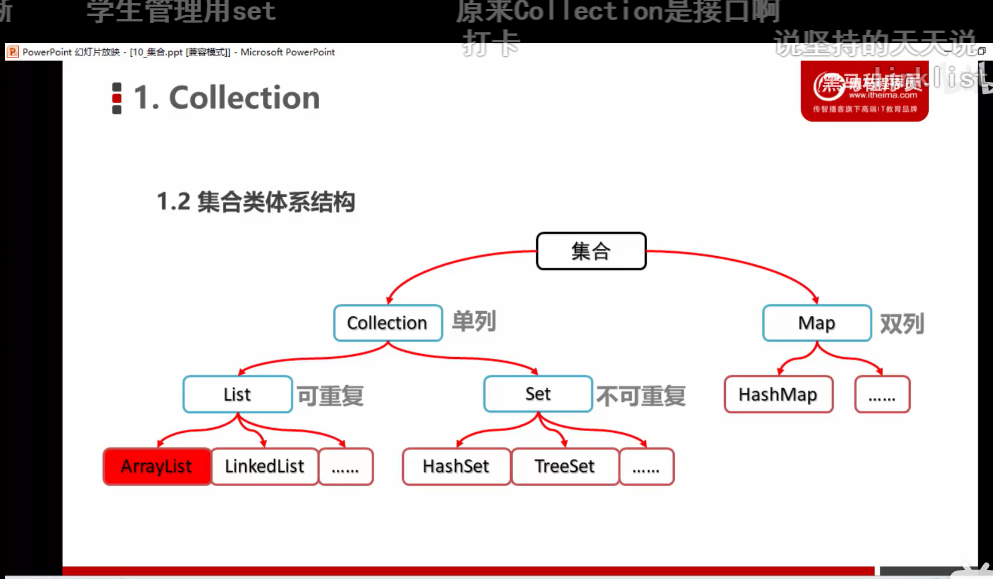 学生管理用set
原来Collection是接口啊
打卡
说坚持的天天说
PowerPoint 幻灯片放映 - [10_集合.ppt [兼容模式]] - Microsoft PowerPoint
linklist
www.itheima.com
传智播客旗下高端IT教育品牌
1. Collection
1.2 集合类体系结构
集合
Collection
单列
Map
双列
List
可重复
Set
不可重复
HashMap
......
ArrayList
LinkedList
......
HashSet
TreeSet
......